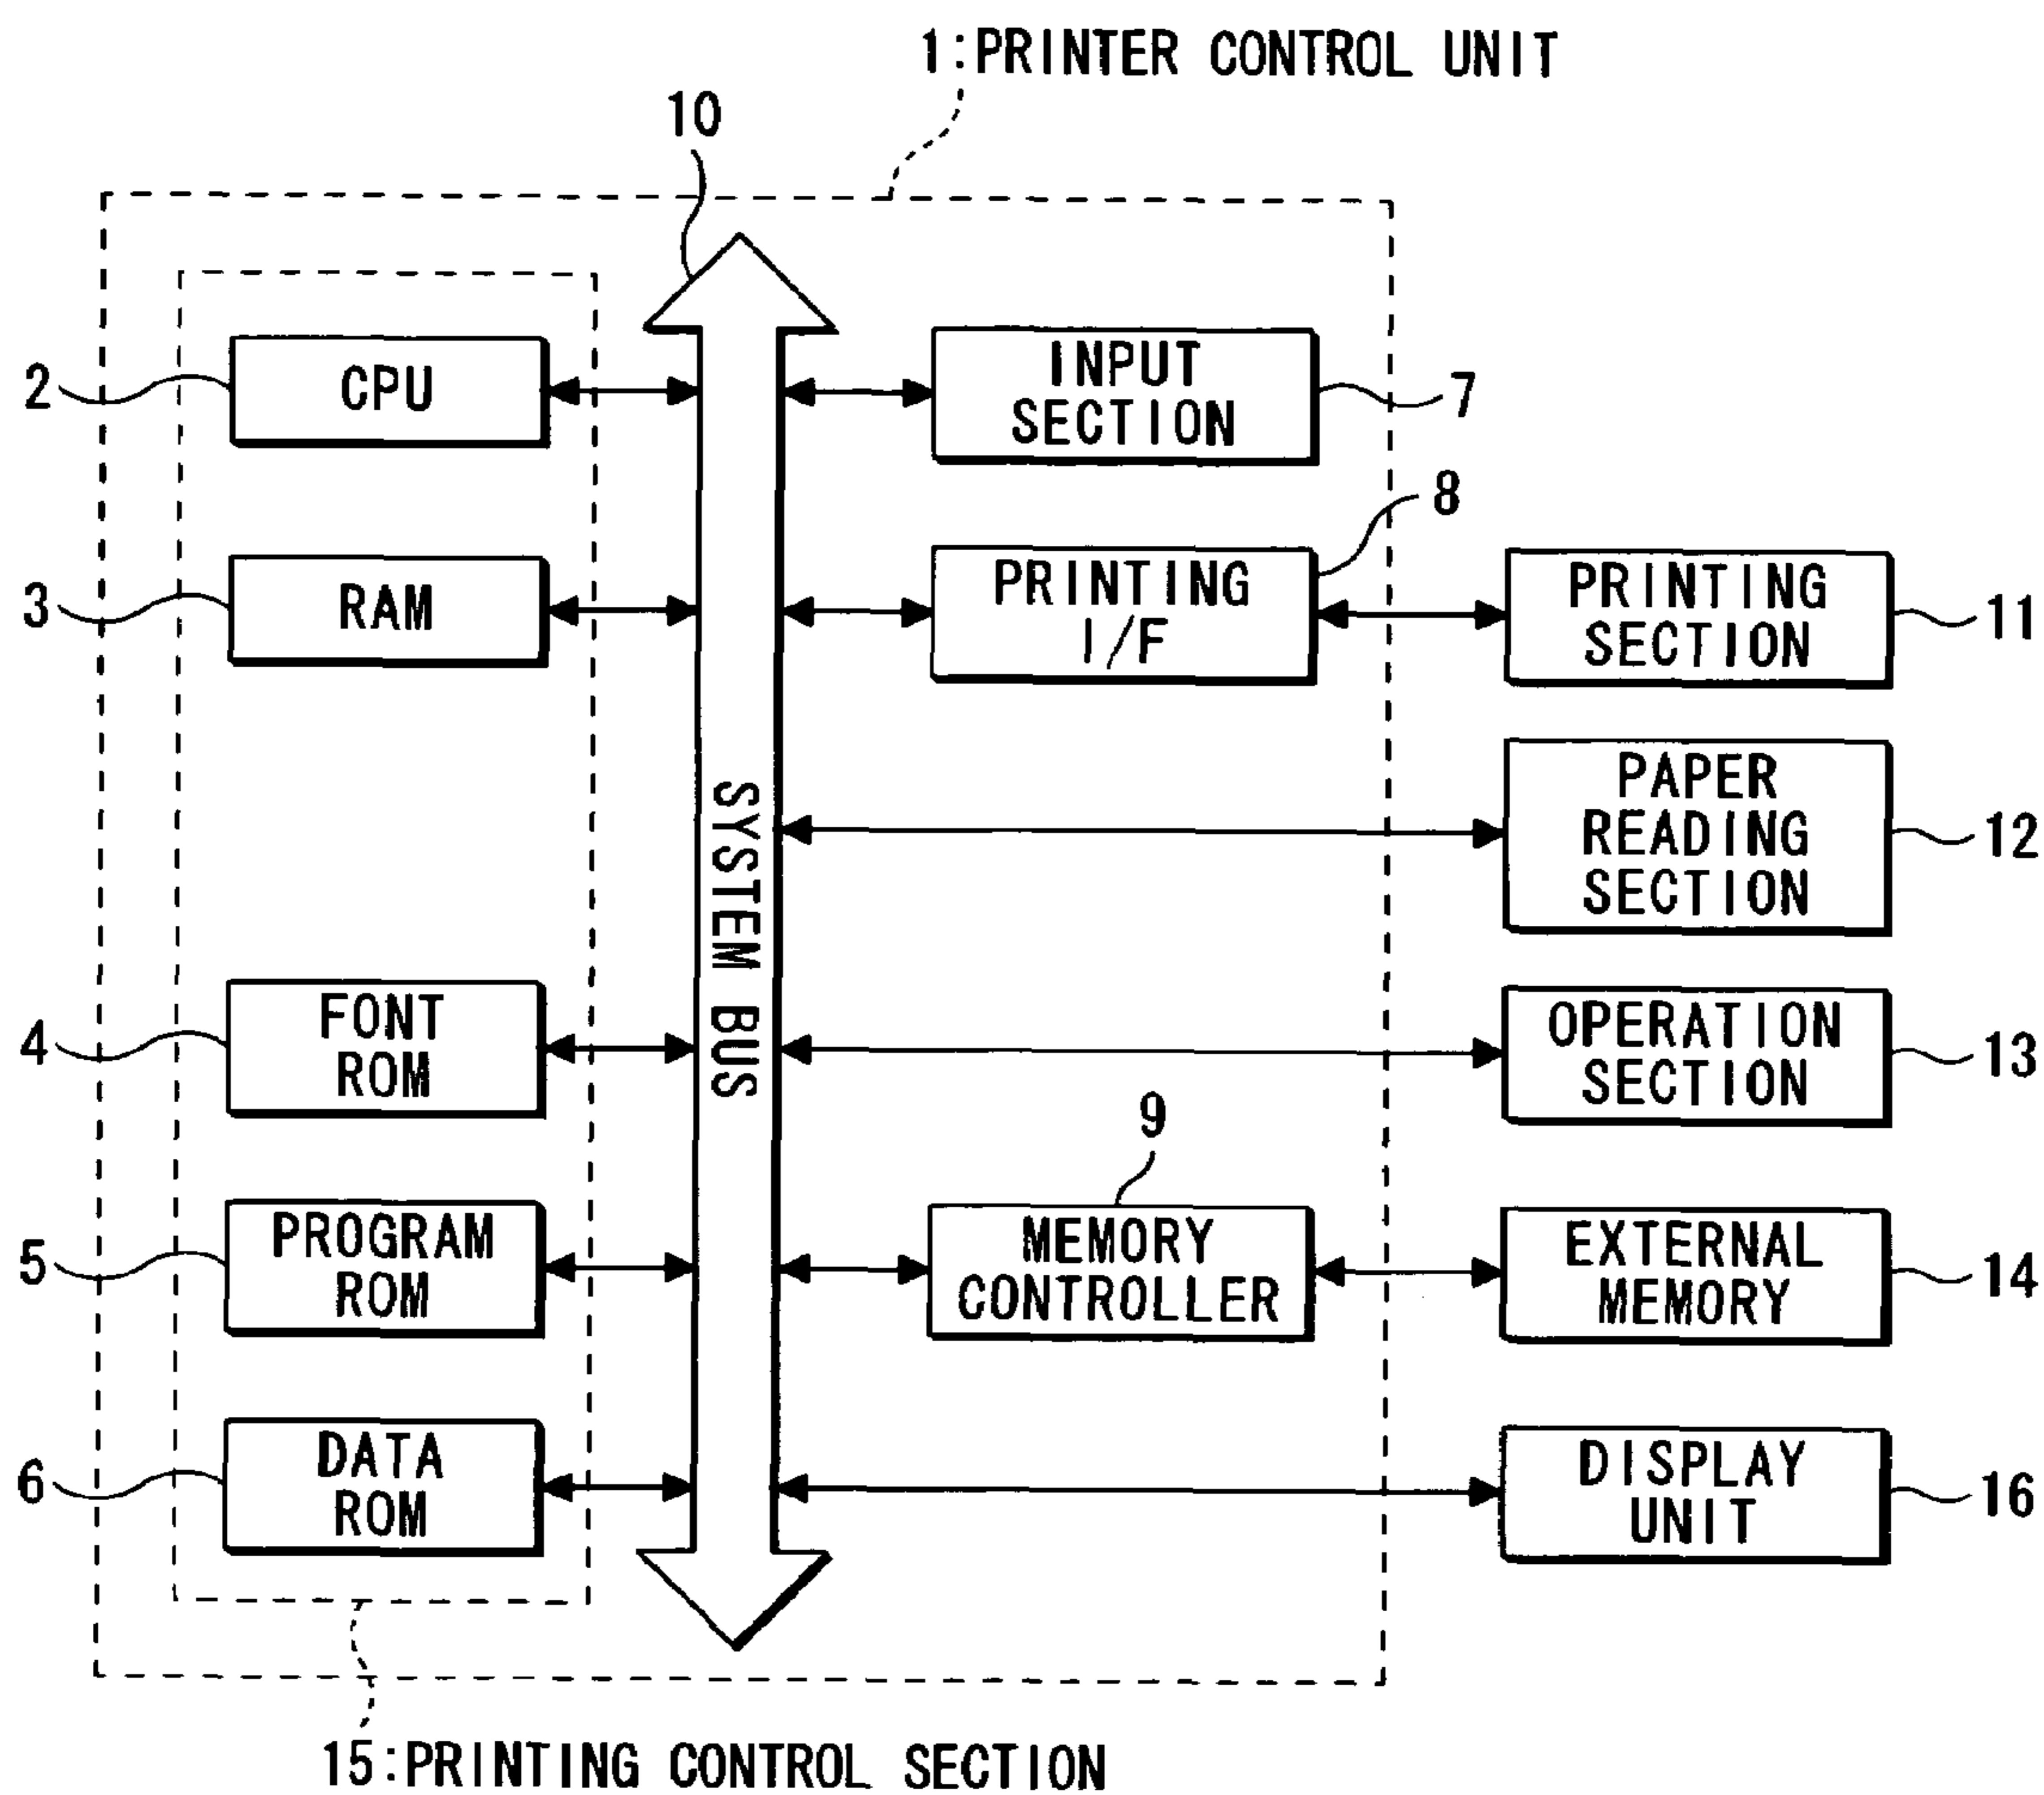 1:PRINTER CONTROL UNIT
10
2
CPU
INPUT
SECTION
7
8
3
RAM
PRINTING
I/F
PRINTING
SECTION
11
PAPER
READING
SECTION
12
SYSTEM BUS
4
FONT
ROM
OPERATION
SECTION
13
9
5
PROGRAM
ROM
MEMORY
CONTROLLER
EXTERNAL
MEMORY
14
6
DATA
ROM
DISPLAY
UNIT
16
15:PRINTING CONTROL SECTION